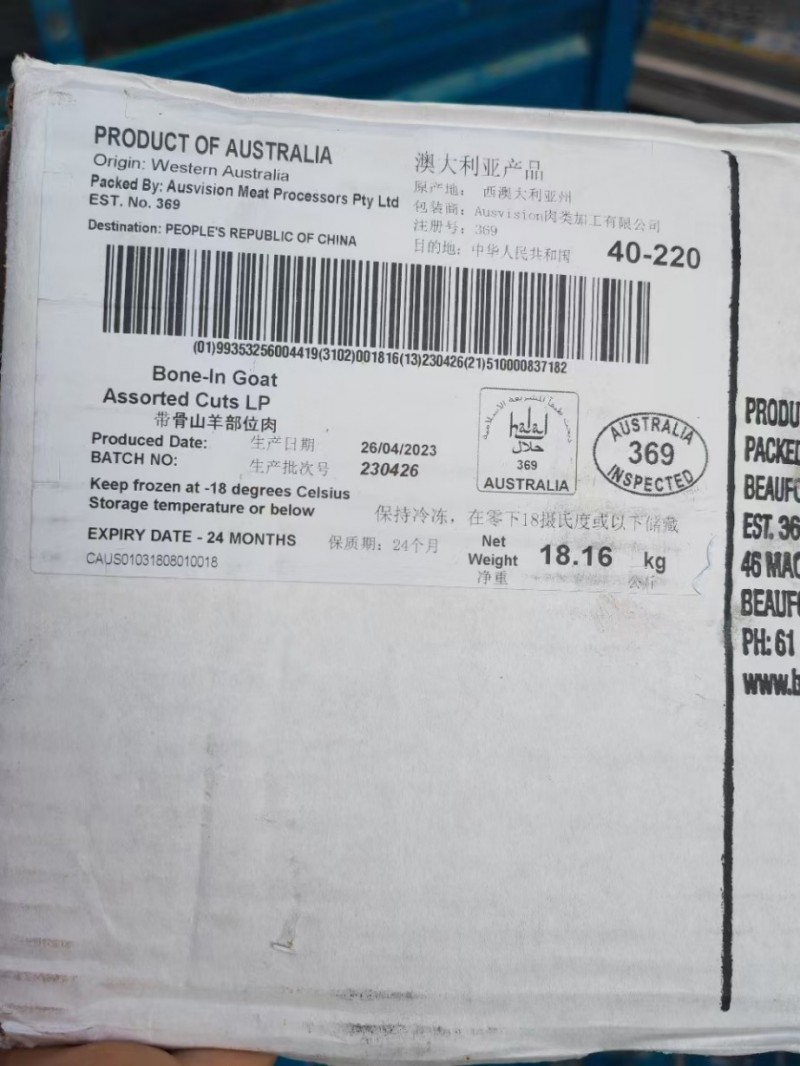 PRODUCT OF AUSTRALIA
Origin: Western Australia
Packed By: Ausvision Meat Processors Pty Ltd
EST. No. 369
Destination: PEOPLE'S REPUBLIC OF CHINA
澳大利亚产品
原产地: 西澳大利亚州
包装商: Ausvision肉类加工有限公司
注册号: 369
目的地: 中华人民共和国
40-220
(01)99353256004419(3102)001816(13)230426(21)510000837182
Bone-In Goat
Assorted Cuts LP
带骨山羊部位肉
Produced Date: 生产日期 26/04/2023
BATCH NO: 生产批次号 230426
halal
حلال
369
AUSTRALIA
AUSTRALIA
369
INSPECTED
Keep frozen at -18 degrees Celsius
Storage temperature or below
保持冷冻，在零下18摄氏度或以下储藏
EXPIRY DATE - 24 MONTHS 保质期: 24个月
CAUS01031808010018
Net
Weight 18.16 kg
净重 公斤
PRODU
PACKED
BEAUFO
EST. 36
46 MAC
BEAUFO
PH: 61
www.b